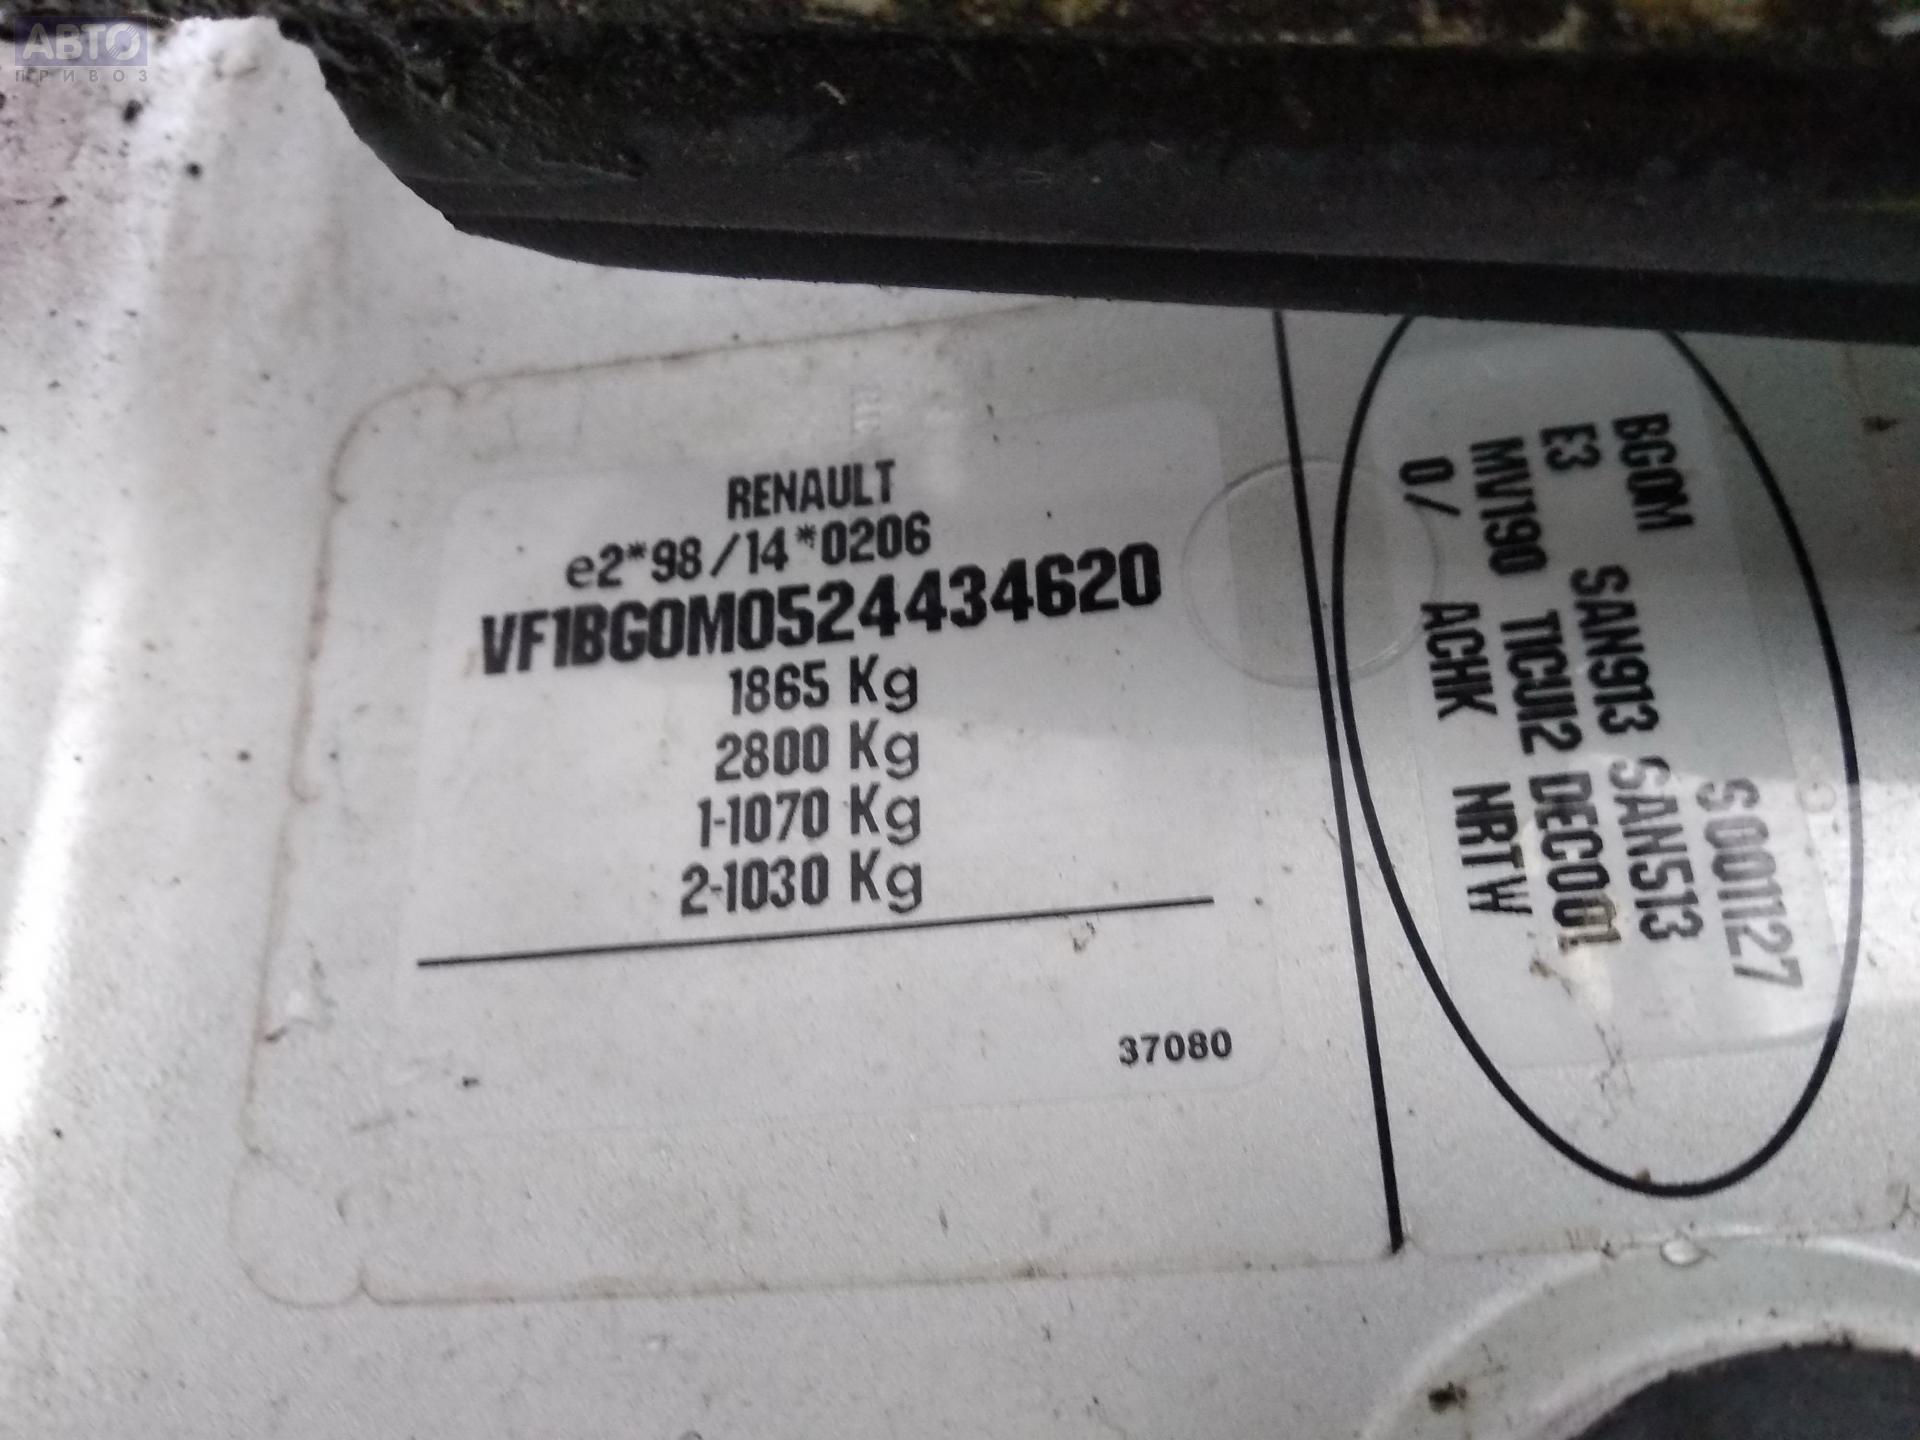 АВТО
ПРИВОЗ
RENAULT
e2*98/14*0206
VF1BG0M0524434620
1865 Kg
2800 Kg
1-1070 Kg
2-1030 Kg
37080
BG0M S001127
E3 SAN913 SAN513
MV190 T1CUI2 DEC001
0/ ACHK NRTW